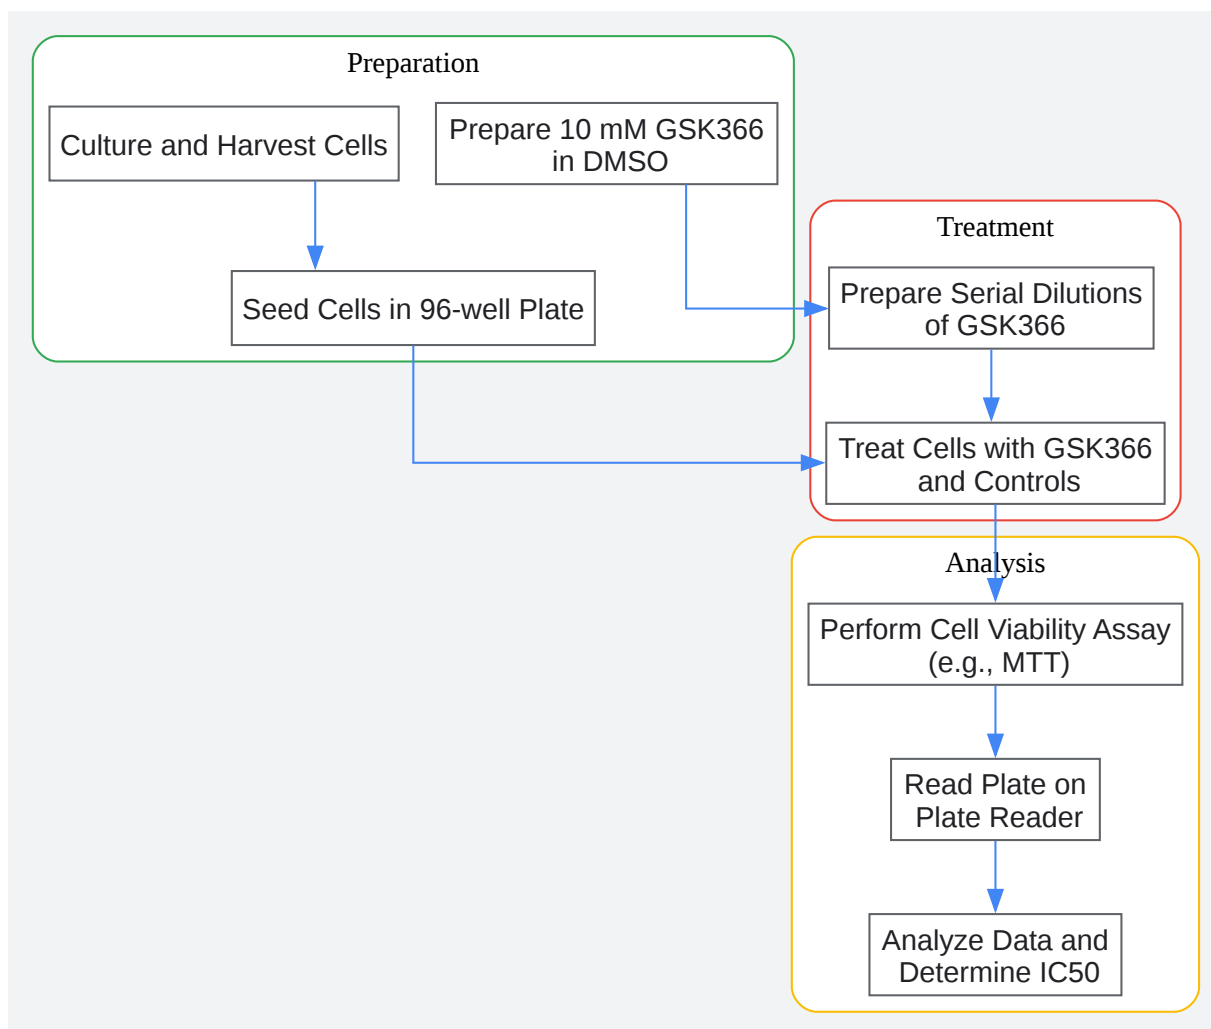 Preparation
Culture and Harvest Cells
Prepare 10 mM GSK366
in DMSO
Seed Cells in 96-well Plate
Treatment
Prepare Serial Dilutions
of GSK366
Treat Cells with GSK366
and Controls
Analysis
Perform Cell Viability Assay
(e.g., MTT)
Read Plate on
Plate Reader
Analyze Data and
Determine IC50